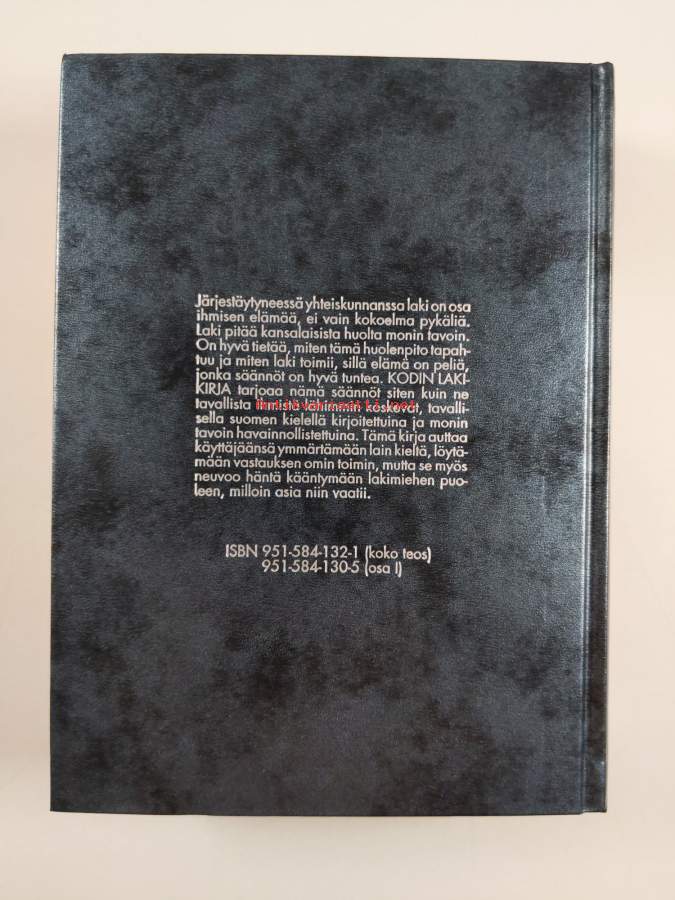 Järjestäytyneessä yhteiskunnanssa laki on osa
ihmisen elämää, ei vain kokoelma pykäliä.
Laki pitää kansalaisista huolta monin tavoin.
On hyvä tietää, miten tämä huolenpito tapah-
tuu ja miten laki toimii, sillä elämä on peliä,
jonka säännöt on hyvä tuntea. KODIN LAKI-
KIRJA tarjoaa nämä säännöt siten kuin ne
tavallista ihmistä koskevat, tavalli-
sella suomen kielellä kirjoitettuina ja monin
tavoin havainnollistettuina. Tämä kirja auttaa
käyttäjäänsä ymmärtämään lain kieltä, löytä-
mään vastauksen omin toimin, mutta se myös
neuvoo häntä kääntymään lakimiehen puo-
leen, milloin asia niin vaatii.
ISBN 951-584-132-1 (koko teos)
951-584-130-5 (osa I)